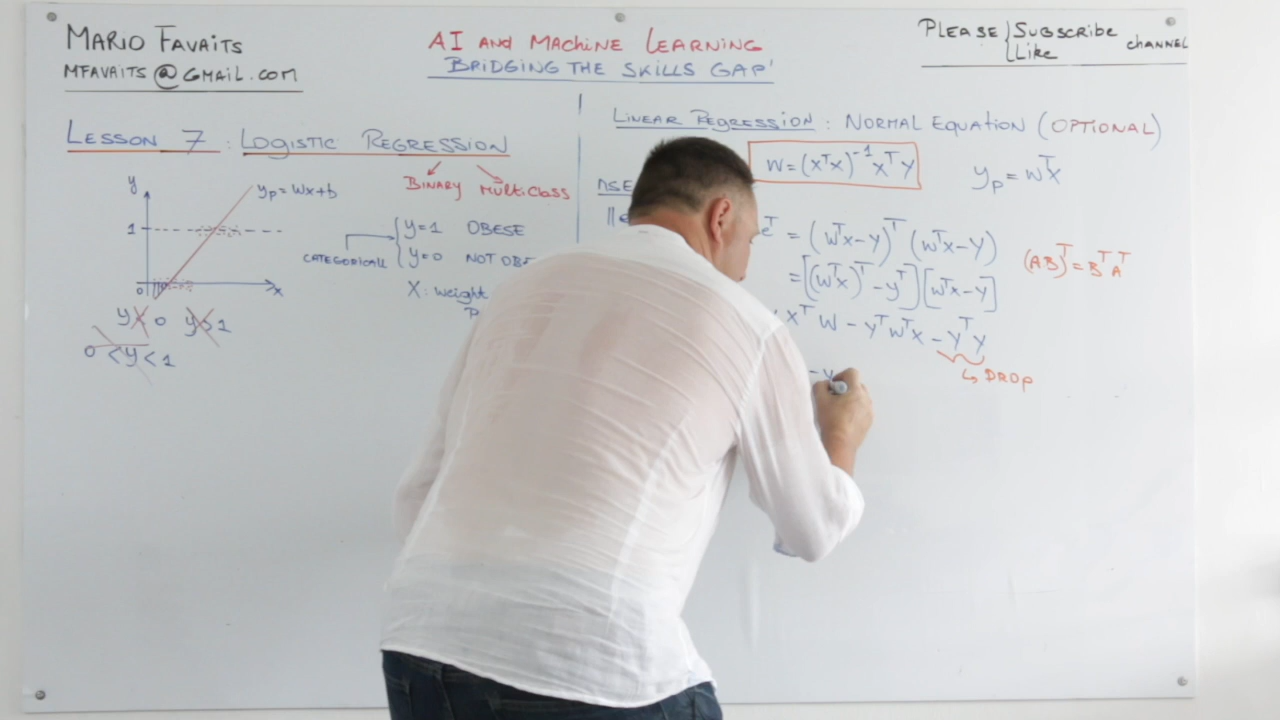 MARIO FAVAITS
MFAVAITS@GMAIL.COM
AI AND MACHINE LEARNING
'BRIDGING THE SKILLS GAP'
PLEASE SUBSCRIBE
LIKE
CHANNEL
LESSON 7 : LOGISTIC REGRESSION
BINARY MULTICLASS
y
yp = Wx+b
1
0
x
CATEGORICAL
y=1 OBESE
y=0 NOT OBE
X: weight
y<0 y>1
0<y<1
LINEAR REGRESSION : NORMAL EQUATION (OPTIONAL)
W=(XᵀX)⁻¹XᵀY
yp = wᵀX
MSE
= (wᵀx-y)ᵀ(wᵀx-y)
= [(wᵀx)ᵀ-yᵀ][wᵀx-y]
(AB)ᵀ=BᵀAᵀ
xᵀw - yᵀwᵀx - yᵀy
↳ DROP